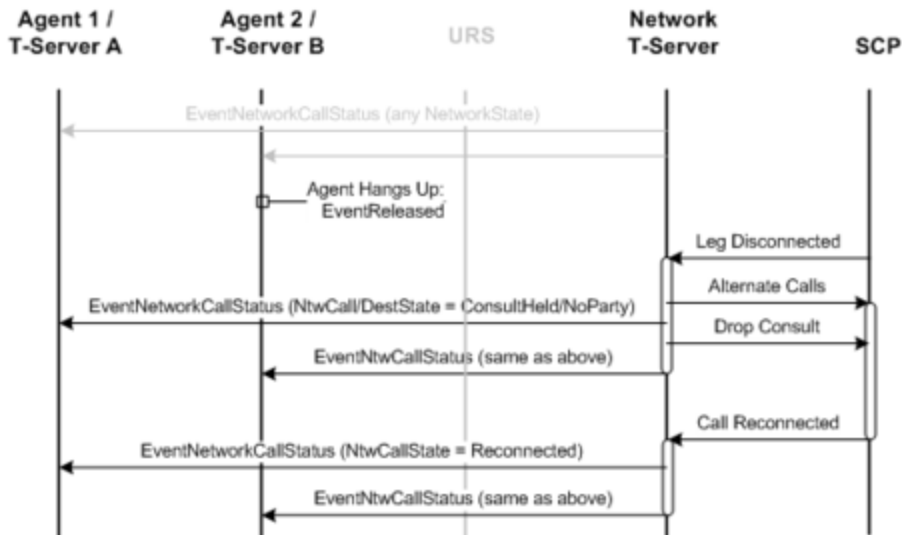 Agent 1 /
T-Server A
Agent 2 /
T-Server B
URS
Network
T-Server
SCP
EventNetworkCallStatus (any NetworkState)
Agent Hangs Up:
EventReleased
Leg Disconnected
Alternate Calls
EventNetworkCallStatus (NtwCall/DestState = ConsultHeld/NoParty)
Drop Consult
EventNtwCallStatus (same as above)
Call Reconnected
EventNetworkCallStatus (NtwCallState = Reconnected)
EventNtwCallStatus (same as above)